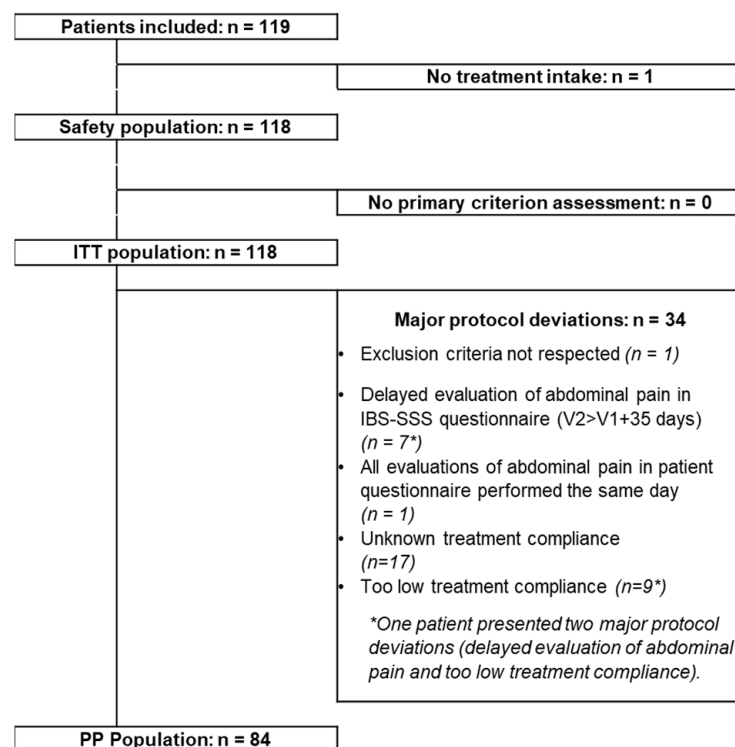 Patients included: n = 119
No treatment intake: n = 1
Safety population: n = 118
No primary criterion assessment: n = 0
ITT population: n = 118
Major protocol deviations: n = 34
• Exclusion criteria not respected (n = 1)
• Delayed evaluation of abdominal pain in
IBS-SSS questionnaire (V2>V1+35 days)
(n = 7*)
• All evaluations of abdominal pain in patient
questionnaire performed the same day
(n = 1)
• Unknown treatment compliance
(n=17)
• Too low treatment compliance (n=9*)
*One patient presented two major protocol
deviations (delayed evaluation of abdominal
pain and too low treatment compliance).
PP Population: n = 84